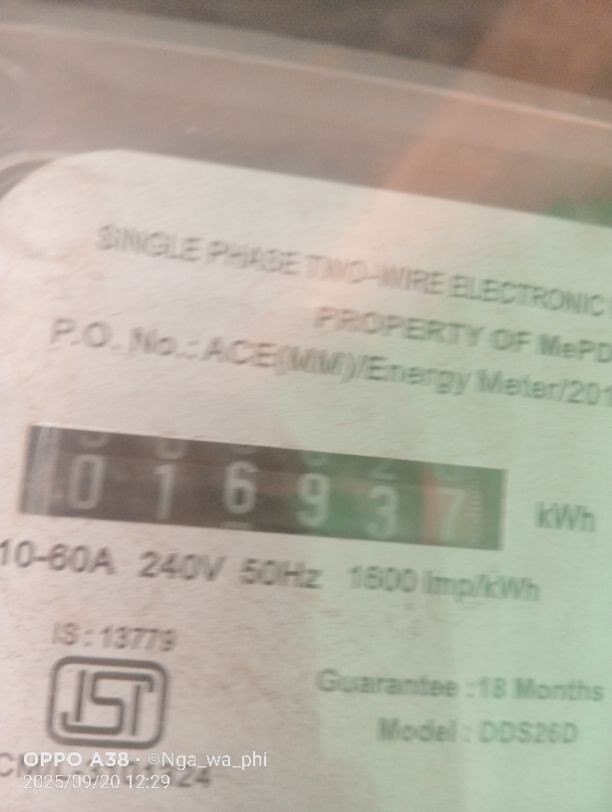 SINGLE PHASE TWO-WIRE ELECTRONIC
PROPERTY OF MePD
P.O. No.: ACE(MM)/Energy Meter/201
016937 kWh
10-60A 240V 50Hz 1600 Imp/kWh
IS : 13779
Guarantee :18 Months
Model : DDS26D
OPPO A38 · ©Nga_wa_phi
2025/09/20 12:29